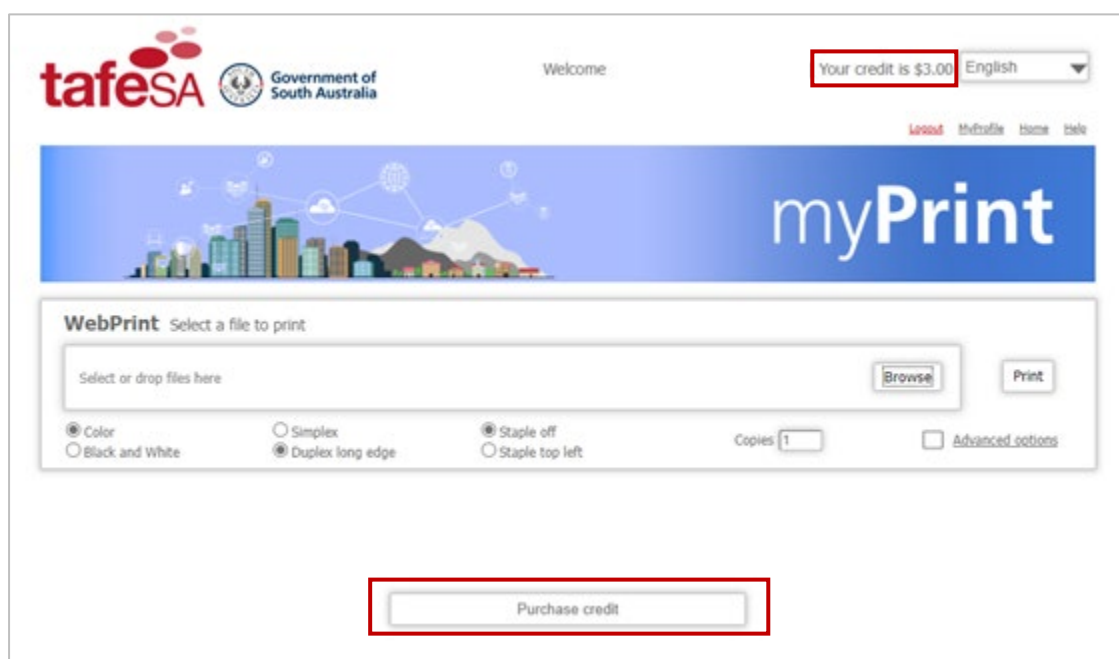 tafeSA
Government of
South Australia
Welcome
Your credit is $3.00
English
Logout MyProfile Home Help
myPrint
WebPrint Select a file to print
Select or drop files here
Browse
Print
Color
Black and White
Simplex
Duplex long edge
Staple off
Staple top left
Copies 1
Advanced options
Purchase credit